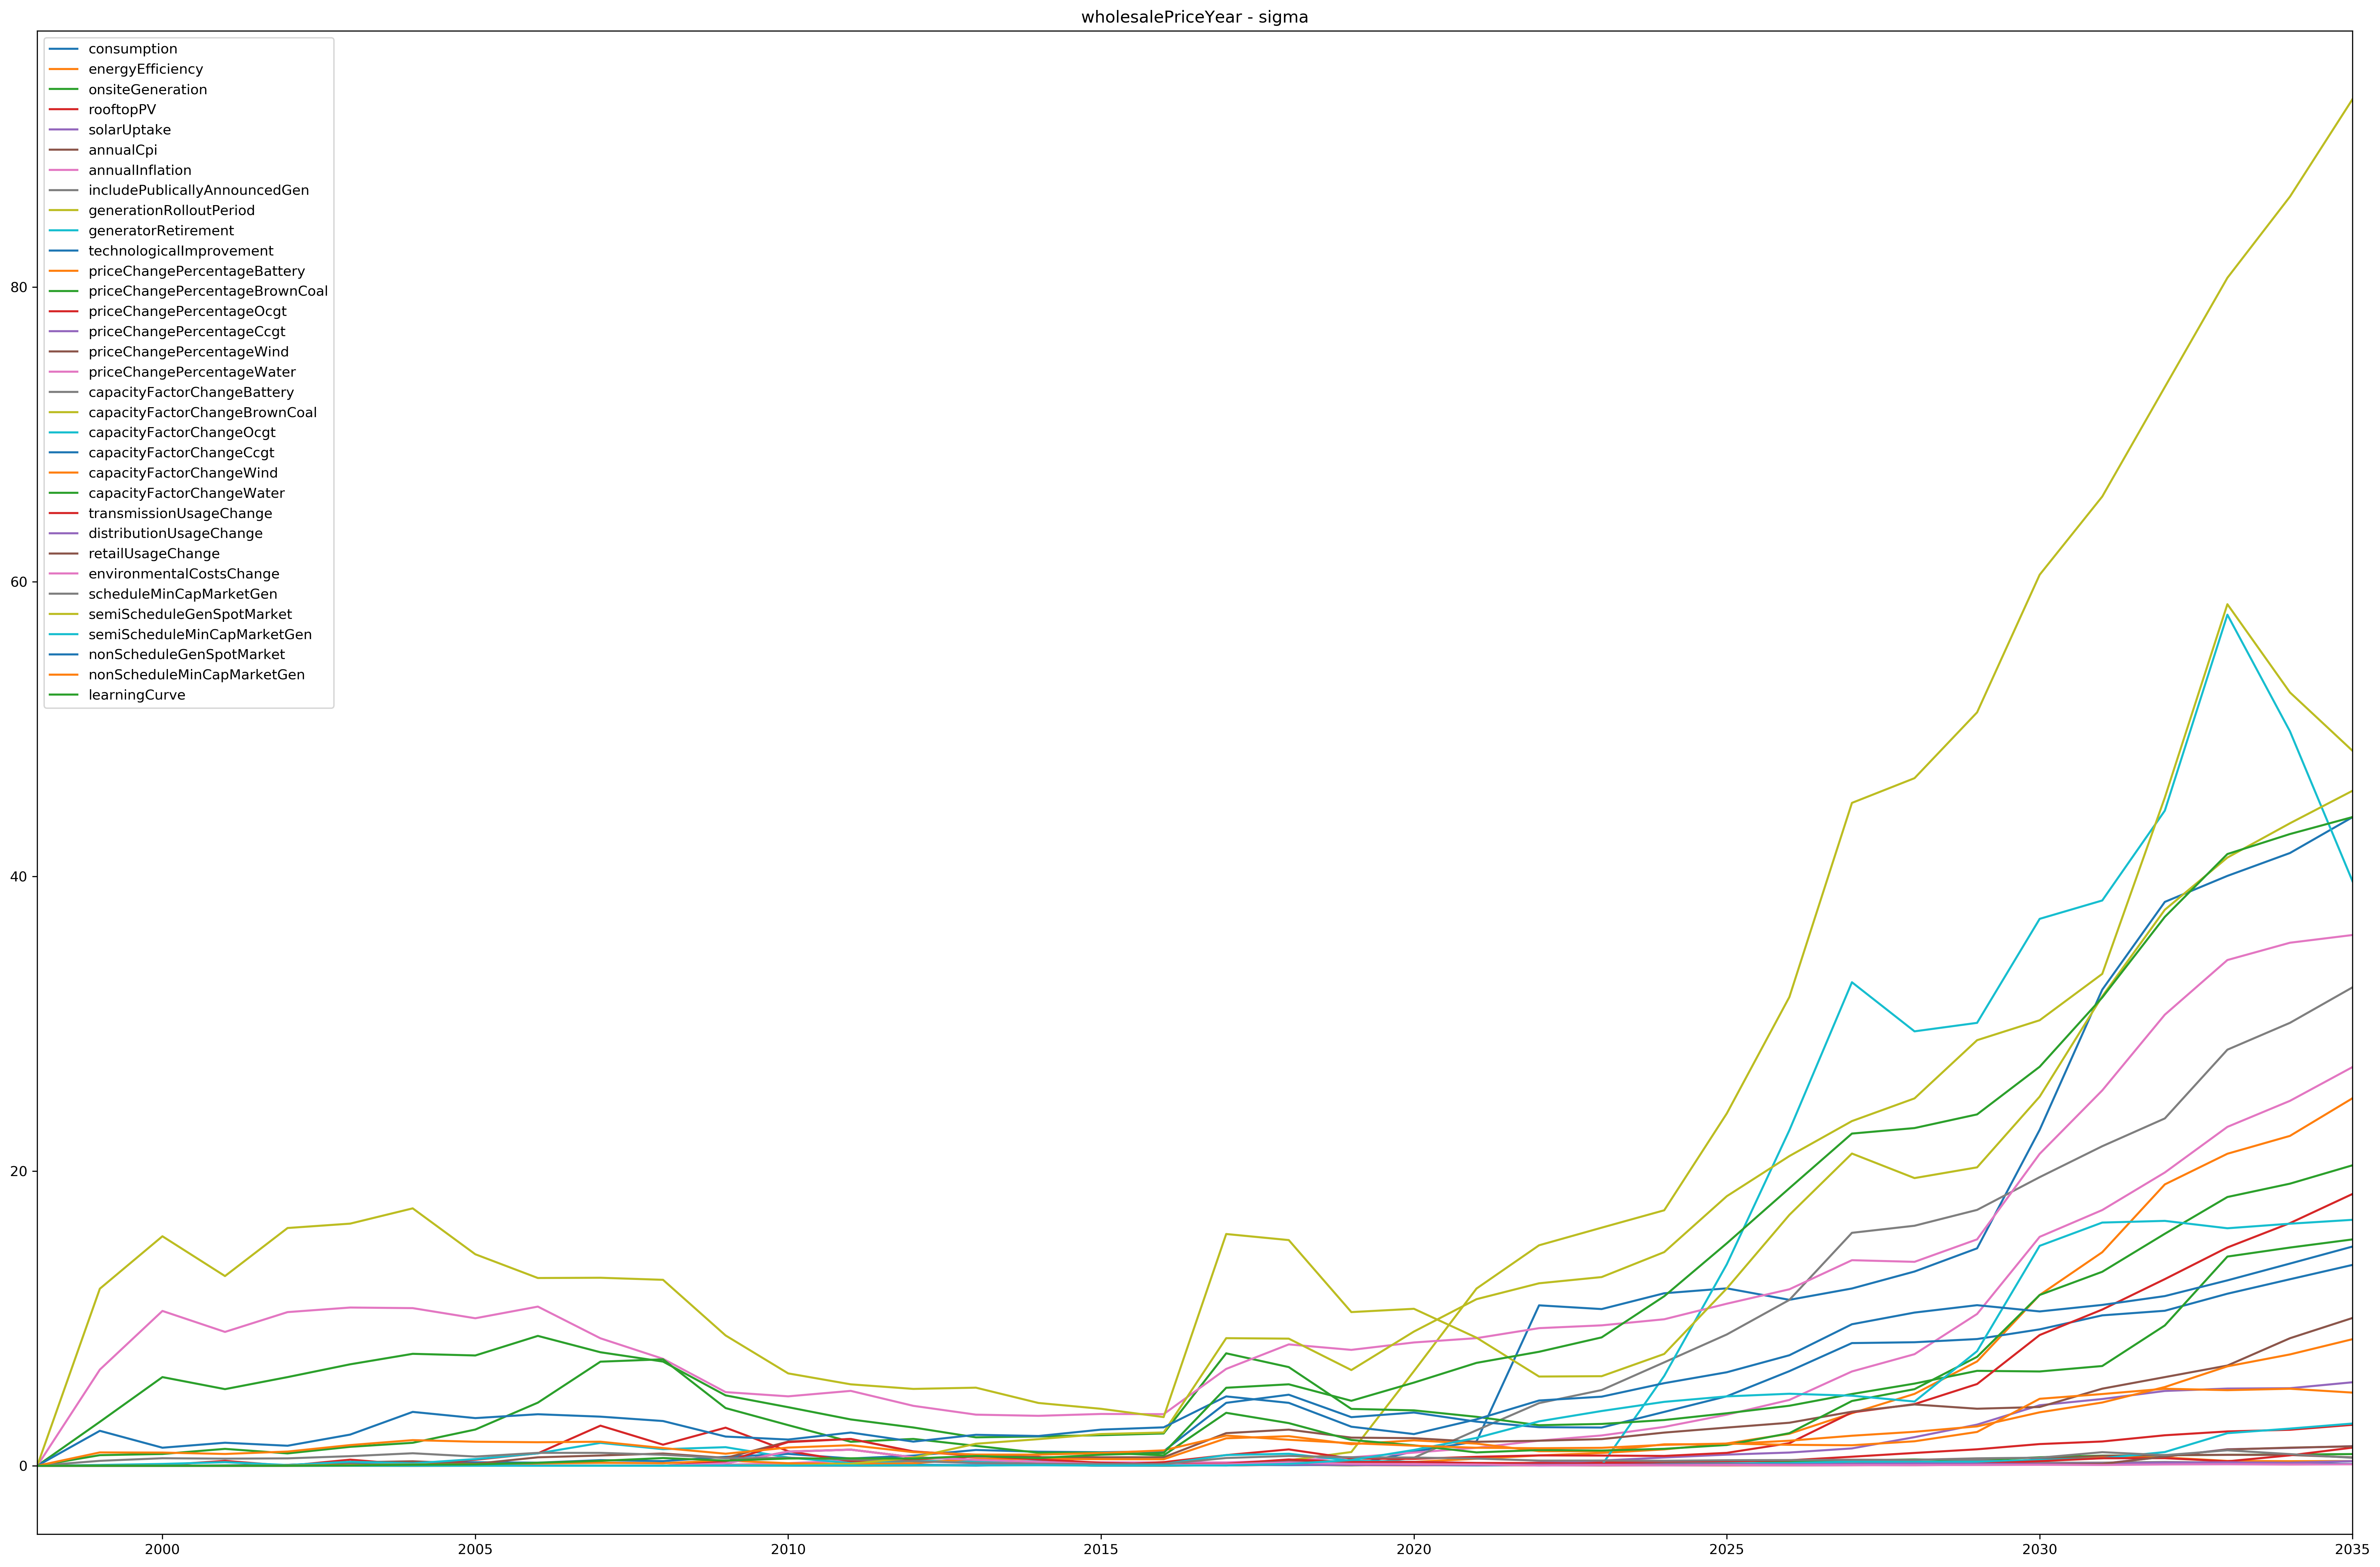 wholesalePriceYear - sigma
consumption
energyEfficiency
onsiteGeneration
rooftopPV
solarUptake
annualCpi
annualInflation
includePublicallyAnnouncedGen
generationRolloutPeriod
generatorRetirement
technologicalImprovement
priceChangePercentageBattery
priceChangePercentageBrownCoal
priceChangePercentageOcgt
priceChangePercentageCcgt
priceChangePercentageWind
priceChangePercentageWater
capacityFactorChangeBattery
capacityFactorChangeBrownCoal
capacityFactorChangeOcgt
capacityFactorChangeCcgt
capacityFactorChangeWind
capacityFactorChangeWater
transmissionUsageChange
distributionUsageChange
retailUsageChange
environmentalCostsChange
scheduleMinCapMarketGen
semiScheduleGenSpotMarket
semiScheduleMinCapMarketGen
nonScheduleGenSpotMarket
nonScheduleMinCapMarketGen
learningCurve
80
60
40
20
0
2000 2005 2010 2015 2020 2025 2030 2035